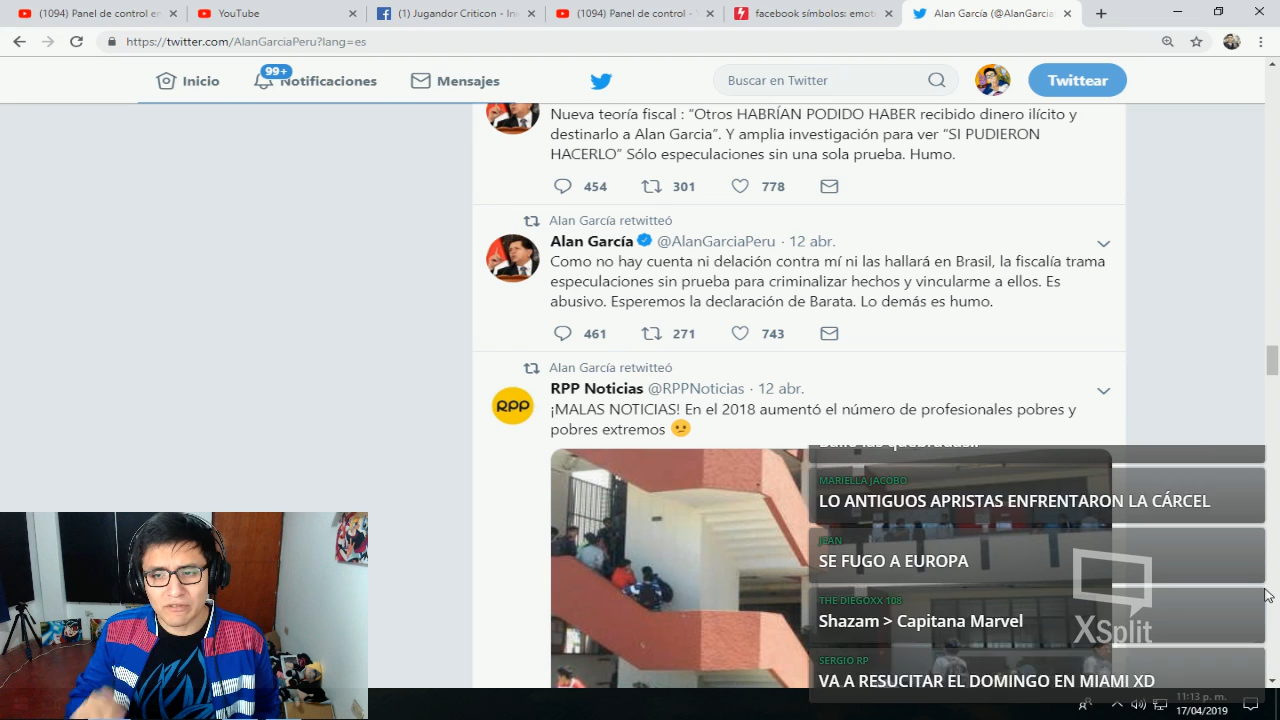 (1094) Panel de control en
YouTube
(1) Jugador Criticon - Ini
(1094) Panel de control - Y
facebook símbolos: emoti
Alan García (@AlanGarcia
https://twitter.com/AlanGarciaPeru?lang=es
Inicio
99+
Notificaciones
Mensajes
Buscar en Twitter
Twittear
Nueva teoría fiscal : “Otros HABRÍAN PODIDO HABER recibido dinero ilícito y
destinarlo a Alan Garcia”. Y amplia investigación para ver “SI PUDIERON
HACERLO” Sólo especulaciones sin una sola prueba. Humo.
454 301 778
Alan García retwitteó
Alan García @AlanGarciaPeru · 12 abr.
Como no hay cuenta ni delación contra mí ni las hallará en Brasil, la fiscalía trama
especulaciones sin prueba para criminalizar hechos y vincularme a ellos. Es
abusivo. Esperemos la declaración de Barata. Lo demás es humo.
461 271 743
Alan García retwitteó
RPP Noticias @RPPNoticias · 12 abr.
RPP
¡MALAS NOTICIAS! En el 2018 aumentó el número de profesionales pobres y
pobres extremos 😕
MARIELLA JACOBO
LO ANTIGUOS APRISTAS ENFRENTARON LA CÁRCEL
JEAN
SE FUGO A EUROPA
THE DIEGOXX 108
Shazam > Capitana Marvel
SERGIO RP
VA A RESUCITAR EL DOMINGO EN MIAMI XD
XSplit
11:13 p. m.
17/04/2019